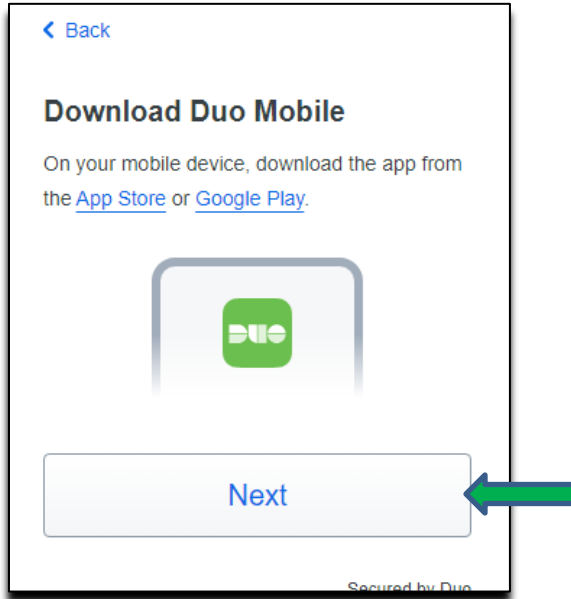 Back
Download Duo Mobile
On your mobile device, download the app from
the App Store or Google Play.
DUO
Next
Secured by Duo